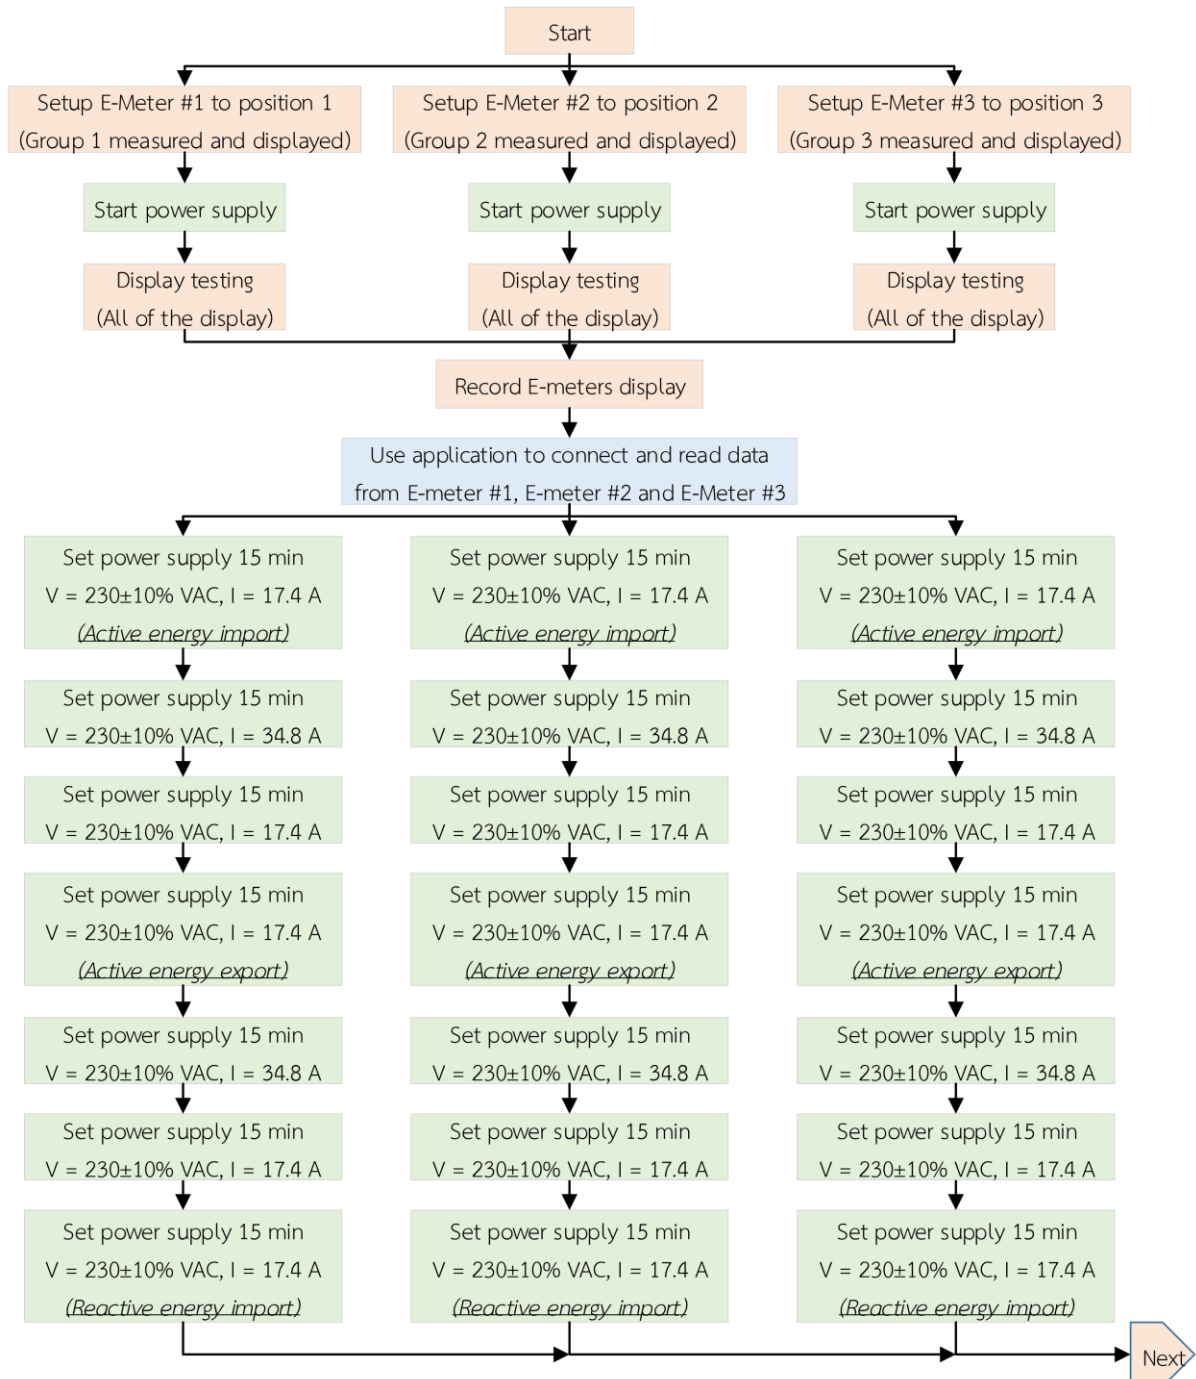 Start
Setup E-Meter #1 to position 1
(Group 1 measured and displayed)
Setup E-Meter #2 to position 2
(Group 2 measured and displayed)
Setup E-Meter #3 to position 3
(Group 3 measured and displayed)
Start power supply
Start power supply
Start power supply
Display testing
(All of the display)
Display testing
(All of the display)
Display testing
(All of the display)
Record E-meters display
Use application to connect and read data
from E-meter #1, E-meter #2 and E-Meter #3
Set power supply 15 min
V = 230±10% VAC, I = 17.4 A
(Active energy import)
Set power supply 15 min
V = 230±10% VAC, I = 17.4 A
(Active energy import)
Set power supply 15 min
V = 230±10% VAC, I = 17.4 A
(Active energy import)
Set power supply 15 min
V = 230±10% VAC, I = 34.8 A
Set power supply 15 min
V = 230±10% VAC, I = 34.8 A
Set power supply 15 min
V = 230±10% VAC, I = 34.8 A
Set power supply 15 min
V = 230±10% VAC, I = 17.4 A
Set power supply 15 min
V = 230±10% VAC, I = 17.4 A
Set power supply 15 min
V = 230±10% VAC, I = 17.4 A
Set power supply 15 min
V = 230±10% VAC, I = 17.4 A
(Active energy export)
Set power supply 15 min
V = 230±10% VAC, I = 17.4 A
(Active energy export)
Set power supply 15 min
V = 230±10% VAC, I = 17.4 A
(Active energy export)
Set power supply 15 min
V = 230±10% VAC, I = 34.8 A
Set power supply 15 min
V = 230±10% VAC, I = 34.8 A
Set power supply 15 min
V = 230±10% VAC, I = 34.8 A
Set power supply 15 min
V = 230±10% VAC, I = 17.4 A
Set power supply 15 min
V = 230±10% VAC, I = 17.4 A
Set power supply 15 min
V = 230±10% VAC, I = 17.4 A
Set power supply 15 min
V = 230±10% VAC, I = 17.4 A
(Reactive energy import)
Set power supply 15 min
V = 230±10% VAC, I = 17.4 A
(Reactive energy import)
Set power supply 15 min
V = 230±10% VAC, I = 17.4 A
(Reactive energy import)
Next